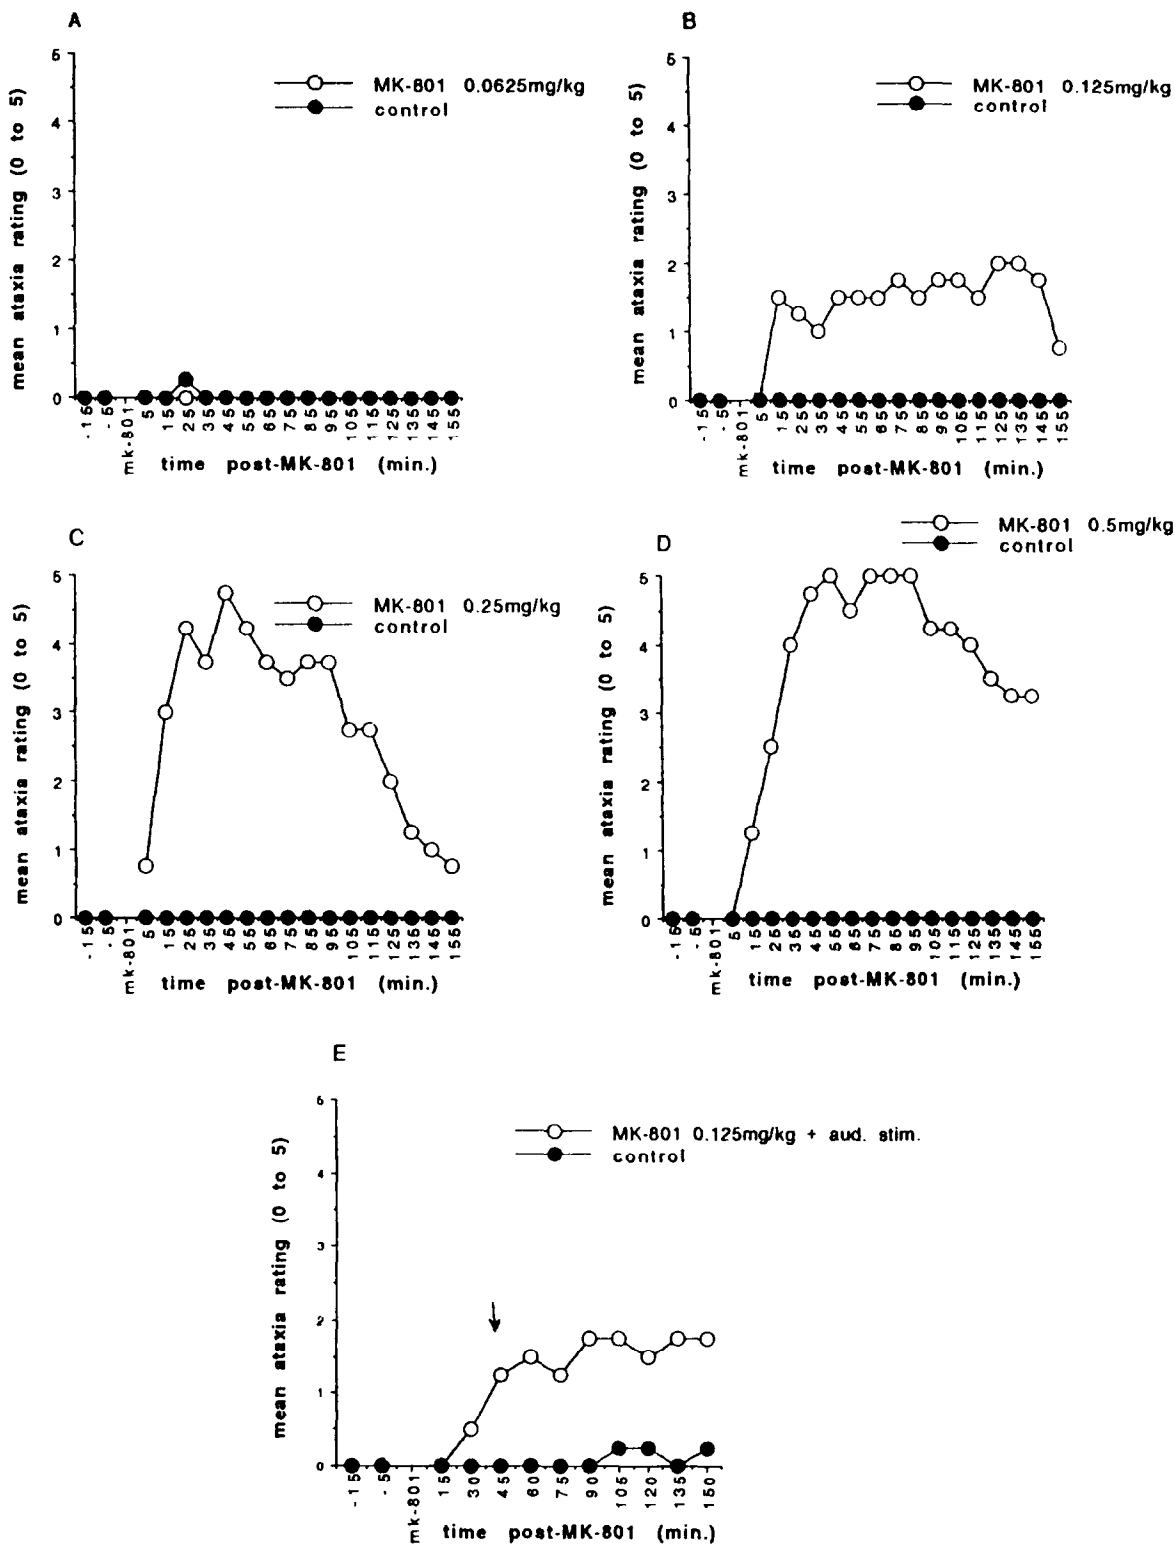 A
mean ataxia rating (0 to 5)
5
4
3
2
1
0
MK-801 0.0625mg/kg
control
-15 -5 mk-801 5 15 25 35 45 55 65 75 85 95 105 115 125 135 145 155
time post-MK-801 (min.)
B
mean ataxia rating (0 to 5)
5
4
3
2
1
0
MK-801 0.125mg/kg
control
-15 -5 mk-801 5 15 25 35 45 55 65 75 85 95 105 115 125 135 145 155
time post-MK-801 (min.)
C
mean ataxia rating (0 to 5)
5
4
3
2
1
0
MK-801 0.25mg/kg
control
-15 -5 mk-801 5 15 25 35 45 55 65 75 85 95 105 115 125 135 145 155
time post-MK-801 (min.)
D
mean ataxia rating (0 to 5)
5
4
3
2
1
0
MK-801 0.5mg/kg
control
-15 -5 mk-801 5 15 25 35 45 55 65 75 85 95 105 115 125 135 145 155
time post-MK-801 (min.)
E
mean ataxia rating (0 to 5)
5
4
3
2
1
0
MK-801 0.125mg/kg + aud. stim.
control
-15 -5 mk-801 15 30 45 60 75 90 105 120 135 150
time post-MK-801 (min.)